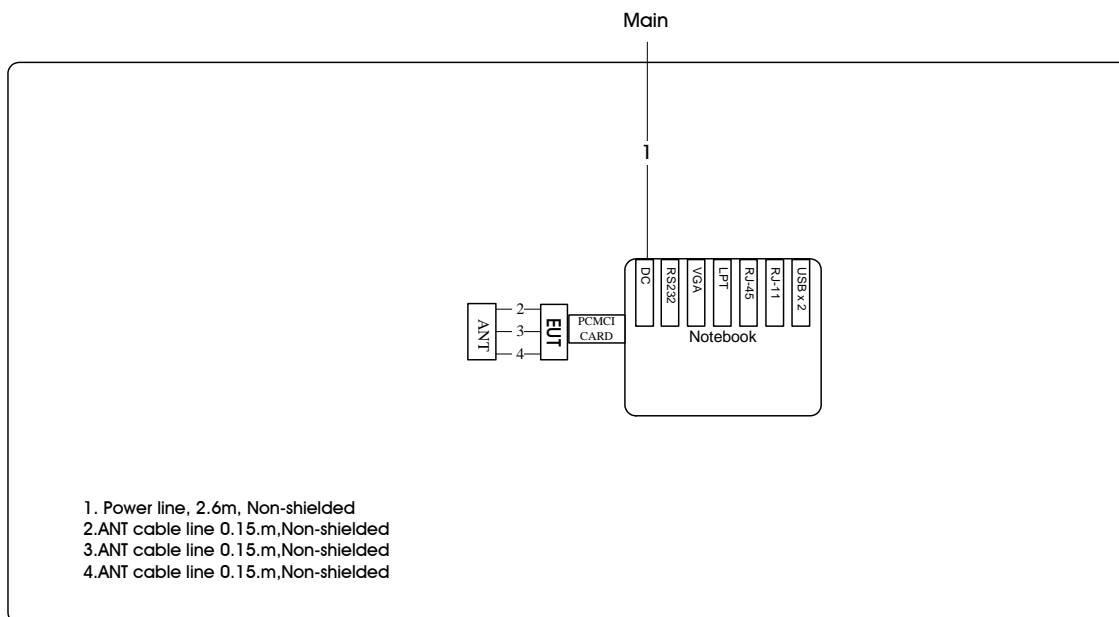 Main
1
DC
RS232
VGA
LPT
RJ-45
RJ-11
USB x 2
Notebook
ANT
2
3
4
EUT
PCMCI
CARD
1. Power line, 2.6m, Non-shielded
2.ANT cable line 0.15.m,Non-shielded
3.ANT cable line 0.15.m,Non-shielded
4.ANT cable line 0.15.m,Non-shielded